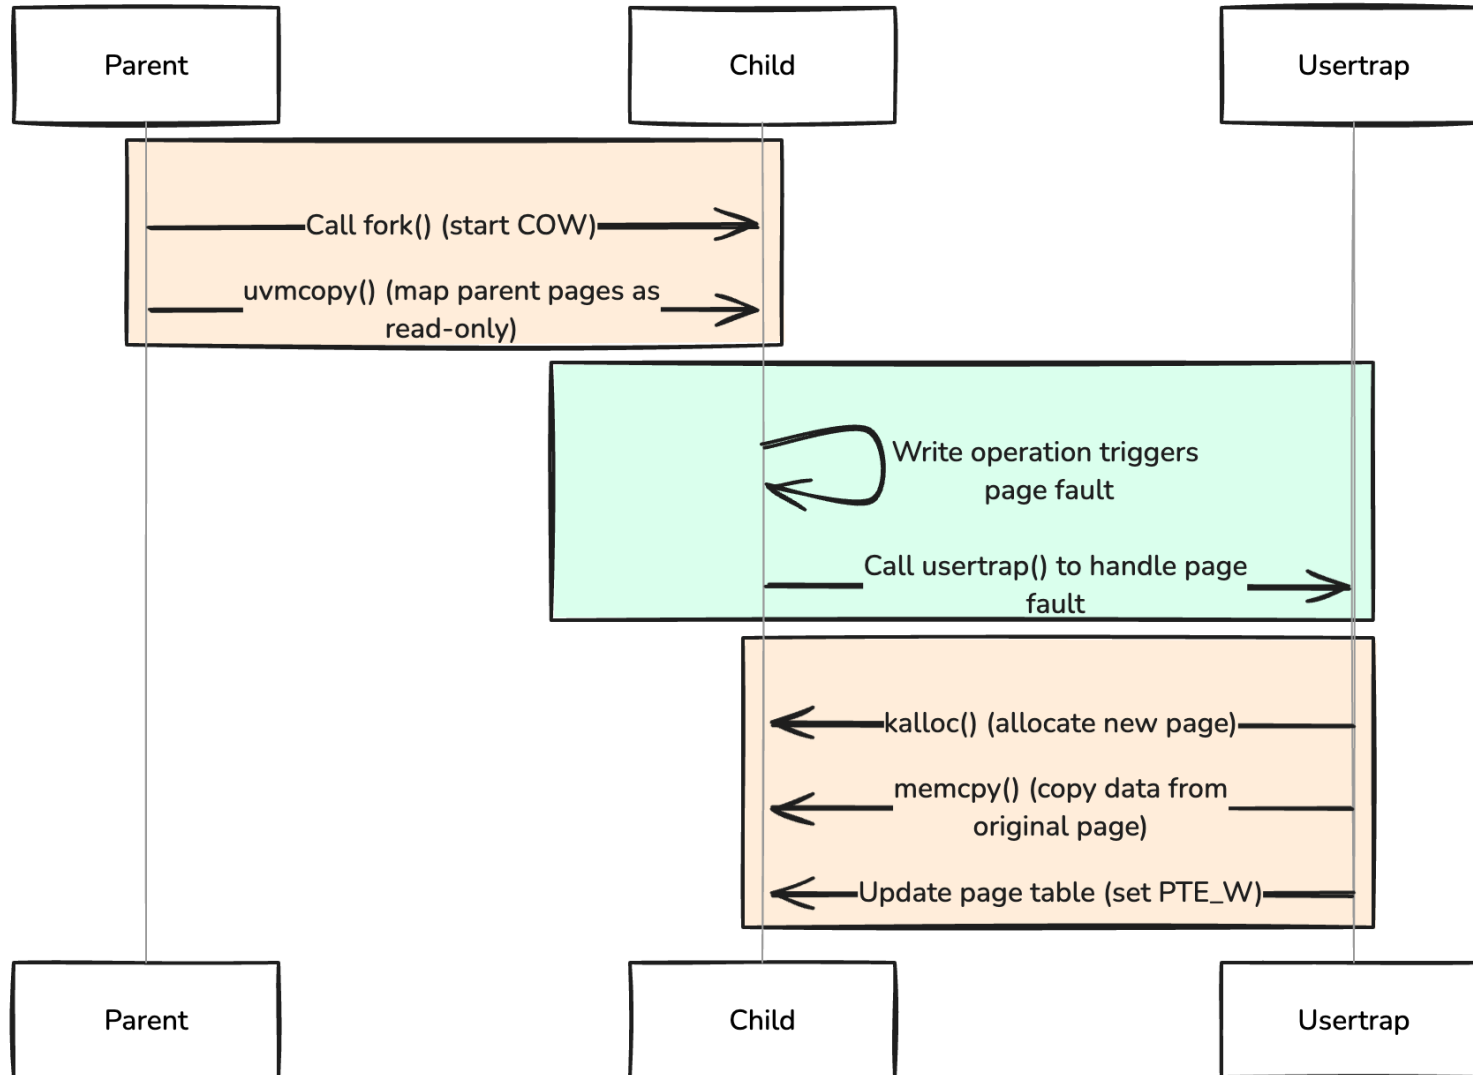 Parent
Child
Usertrap
Call fork() (start COW)
uvmcopy() (map parent pages as
read-only)
Write operation triggers
page fault
Call usertrap() to handle page
fault
kalloc() (allocate new page)
memcpy() (copy data from
original page)
Update page table (set PTE_W)
Parent
Child
Usertrap